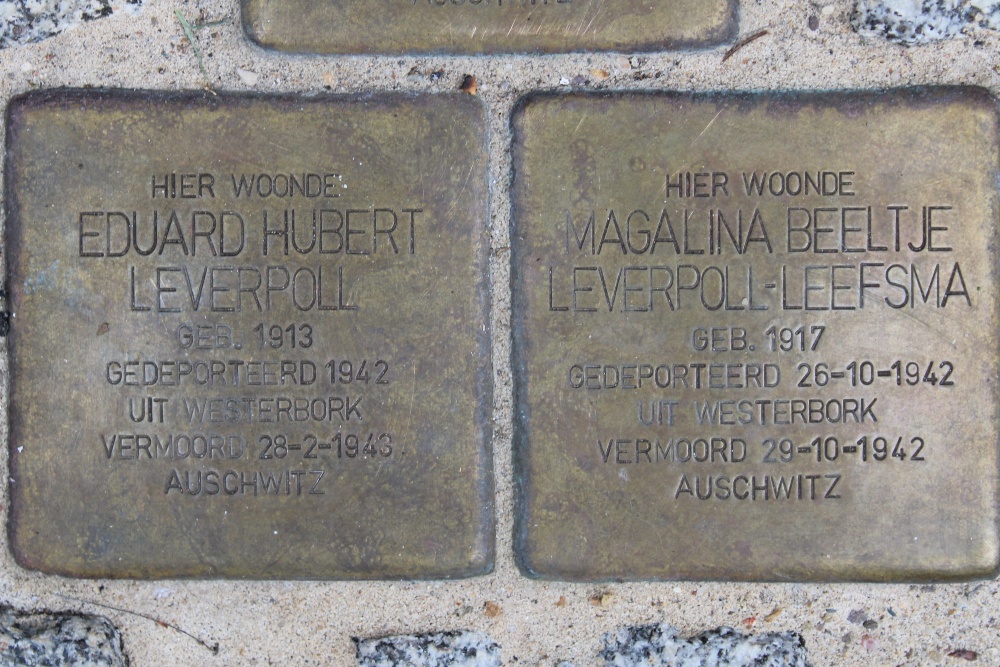 AUSCHWITZ
HIER WOONDE
EDUARD HUBERT
LEVERPOLL
GEB. 1913
GEDEPORTEERD 1942
UIT WESTERBORK
VERMOORD 28-2-1943
AUSCHWITZ
HIER WOONDE
MAGALINA BEELTJE
LEVERPOLL-LEEFSMA
GEB. 1917
GEDEPORTEERD 26-10-1942
UIT WESTERBORK
VERMOORD 29-10-1942
AUSCHWITZ